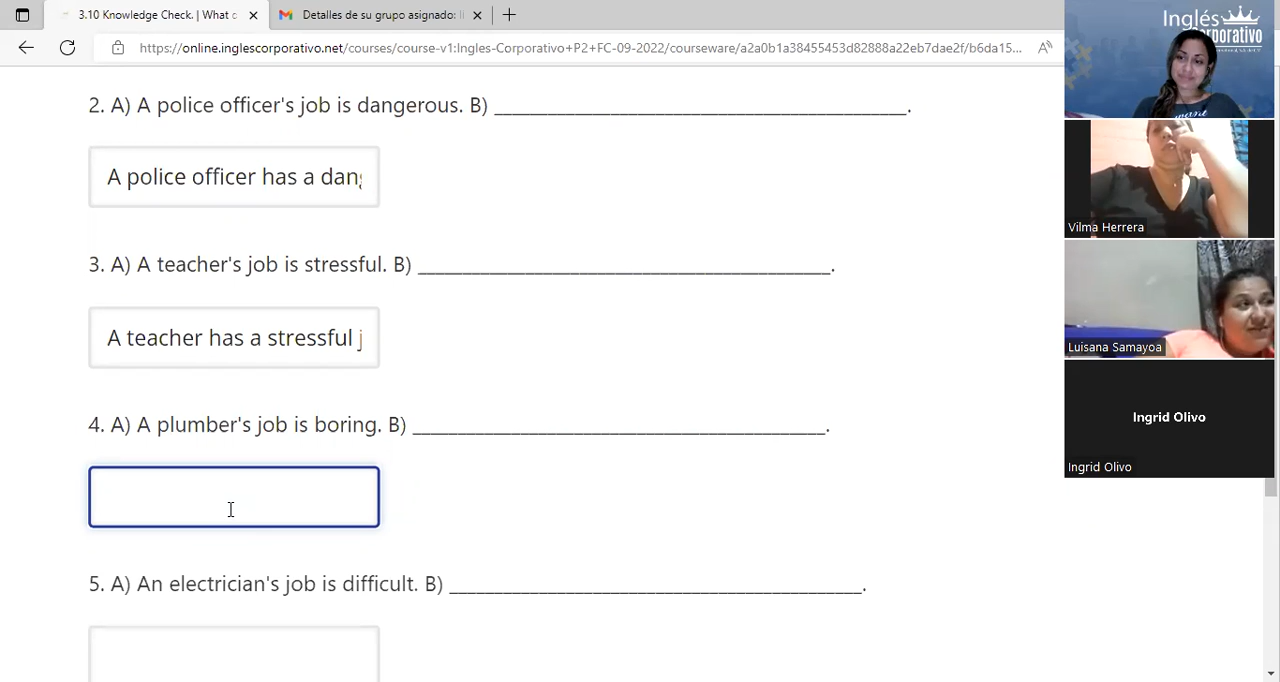 3.10 Knowledge Check. | What c
Detalles de su grupo asignado: li
https://online.inglescorporativo.net/courses/course-v1:Ingles-Corporativo+P2+FC-09-2022/courseware/a2a0b1a38455453d82888a22eb7dae2f/b6da15...
Inglés
Corporativo
2. A) A police officer's job is dangerous. B) ________________________________________.
A police officer has a dang
Vilma Herrera
3. A) A teacher's job is stressful. B) ________________________________________.
A teacher has a stressful j
Luisana Samayoa
4. A) A plumber's job is boring. B) ________________________________________.
Ingrid Olivo
Ingrid Olivo
5. A) An electrician's job is difficult. B) ________________________________________.